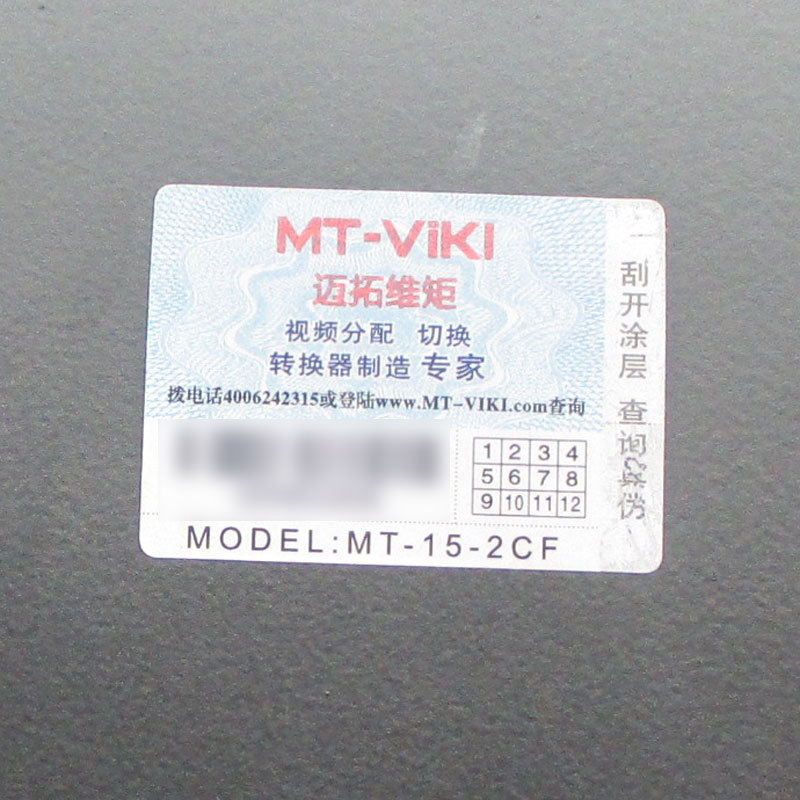 MT-ViKI
迈拓维矩
视频分配 切换
转换器制造 专家
拨电话4006242315或登陆www.MT-VIKI.com查询
1 2 3 4
5 6 7 8
9 10 11 12
MODEL:MT-15-2CF
刮开涂层 查询真伪